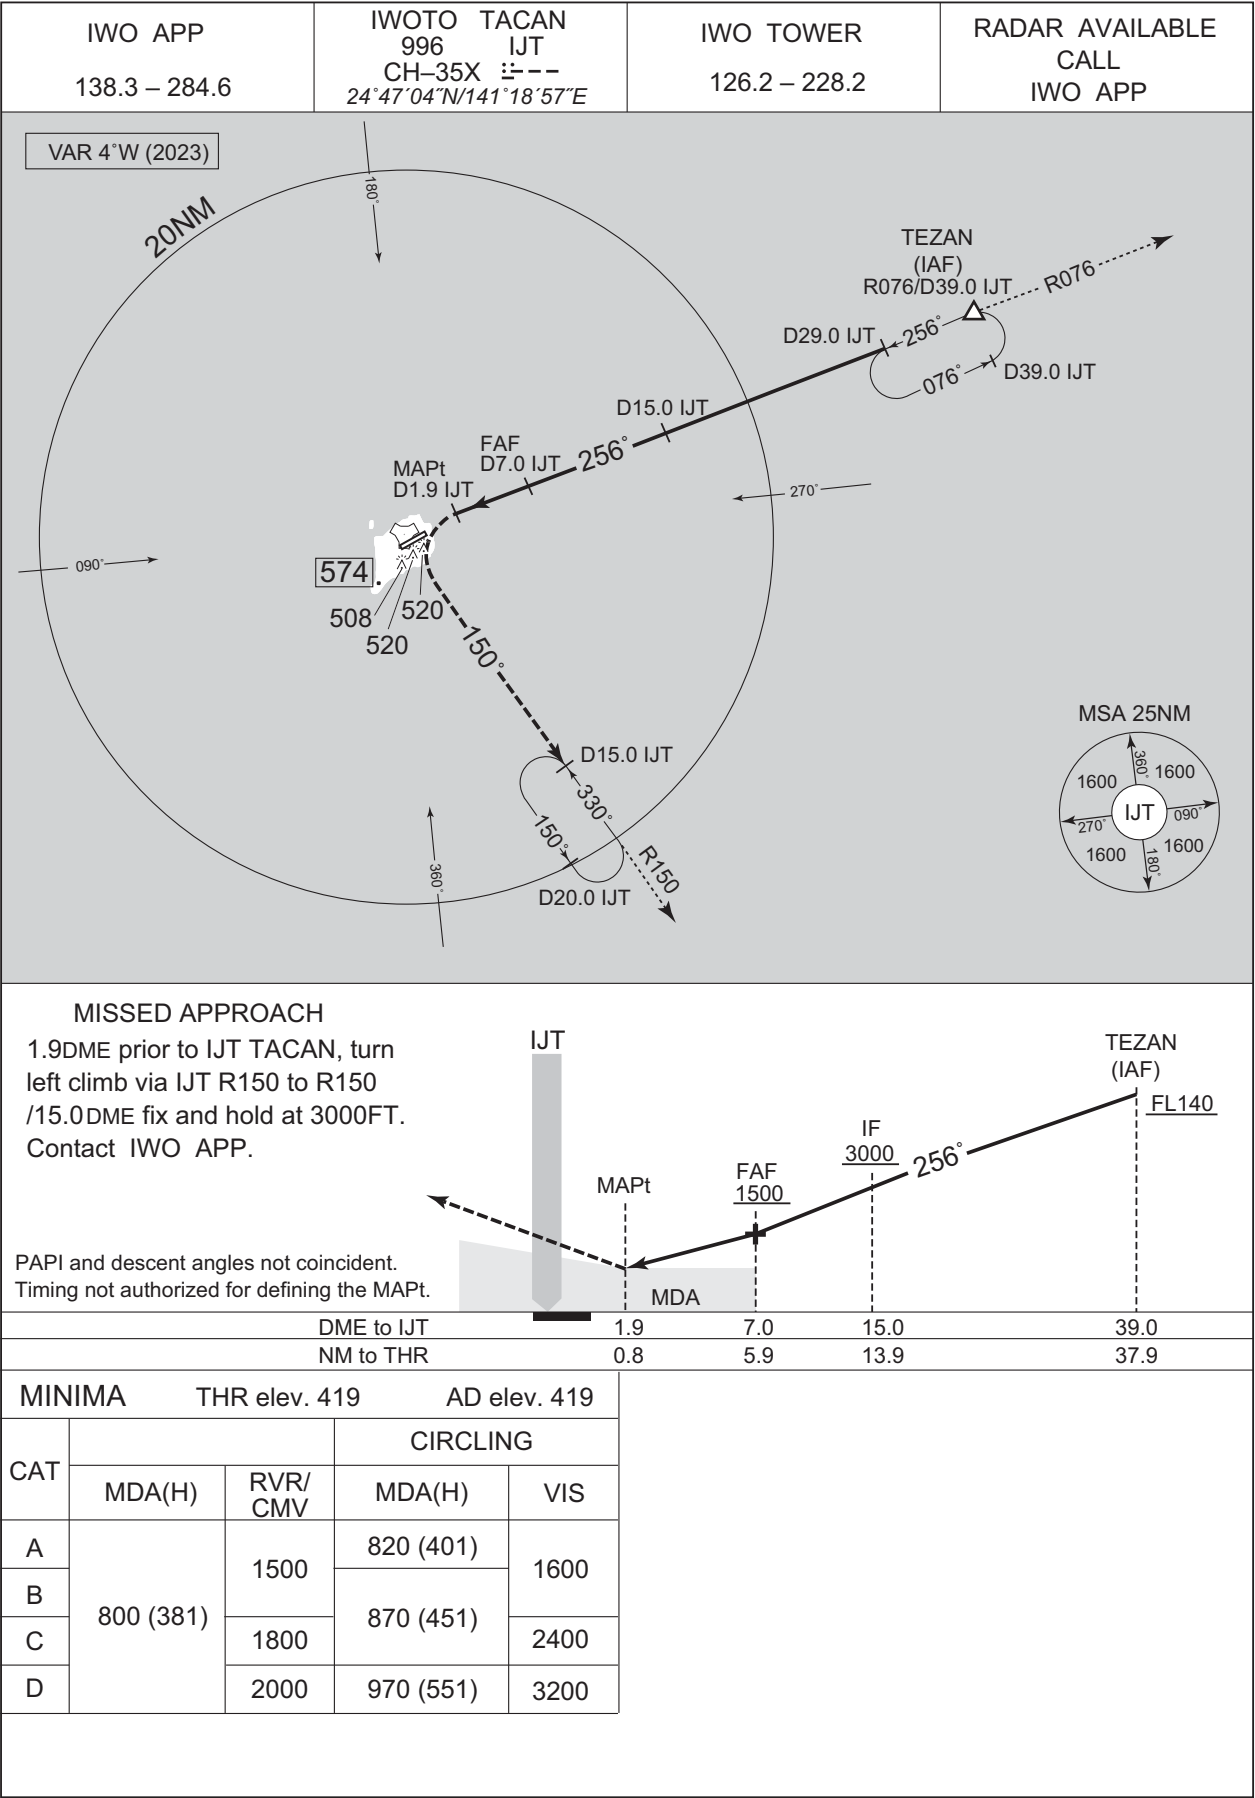 IWO APP
138.3 – 284.6
IWOTO TACAN
996 IJT
CH–35X
24˚47´04˝N/141˚18´57˝E
IWO TOWER
126.2 – 228.2
RADAR AVAILABLE
CALL
IWO APP
VAR 4˚W (2023)
20NM
180˚
TEZAN
(IAF)
R076/D39.0 IJT
R076
D29.0 IJT
256˚
076˚
D39.0 IJT
D15.0 IJT
FAF
D7.0 IJT
256˚
MAPt
D1.9 IJT
270˚
090˚
574
508
520
520
150˚
D15.0 IJT
330˚
150˚
R150
D20.0 IJT
360˚
MSA 25NM
360˚
1600
1600
IJT
270˚
090˚
1600
1600
180˚
MISSED APPROACH
1.9DME prior to IJT TACAN, turn
left climb via IJT R150 to R150
/15.0DME fix and hold at 3000FT.
Contact IWO APP.
PAPI and descent angles not coincident.
Timing not authorized for defining the MAPt.
IJT
MAPt
FAF
1500
IF
3000
256˚
TEZAN
(IAF)
FL140
MDA
DME to IJT 1.9 7.0 15.0 39.0
NM to THR 0.8 5.9 13.9 37.9
MINIMA THR elev. 419 AD elev. 419
CAT
CIRCLING
MDA(H)
RVR/
CMV
MDA(H)
VIS
A
B
C
D
800 (381)
1500
1800
2000
820 (401)
870 (451)
970 (551)
1600
2400
3200